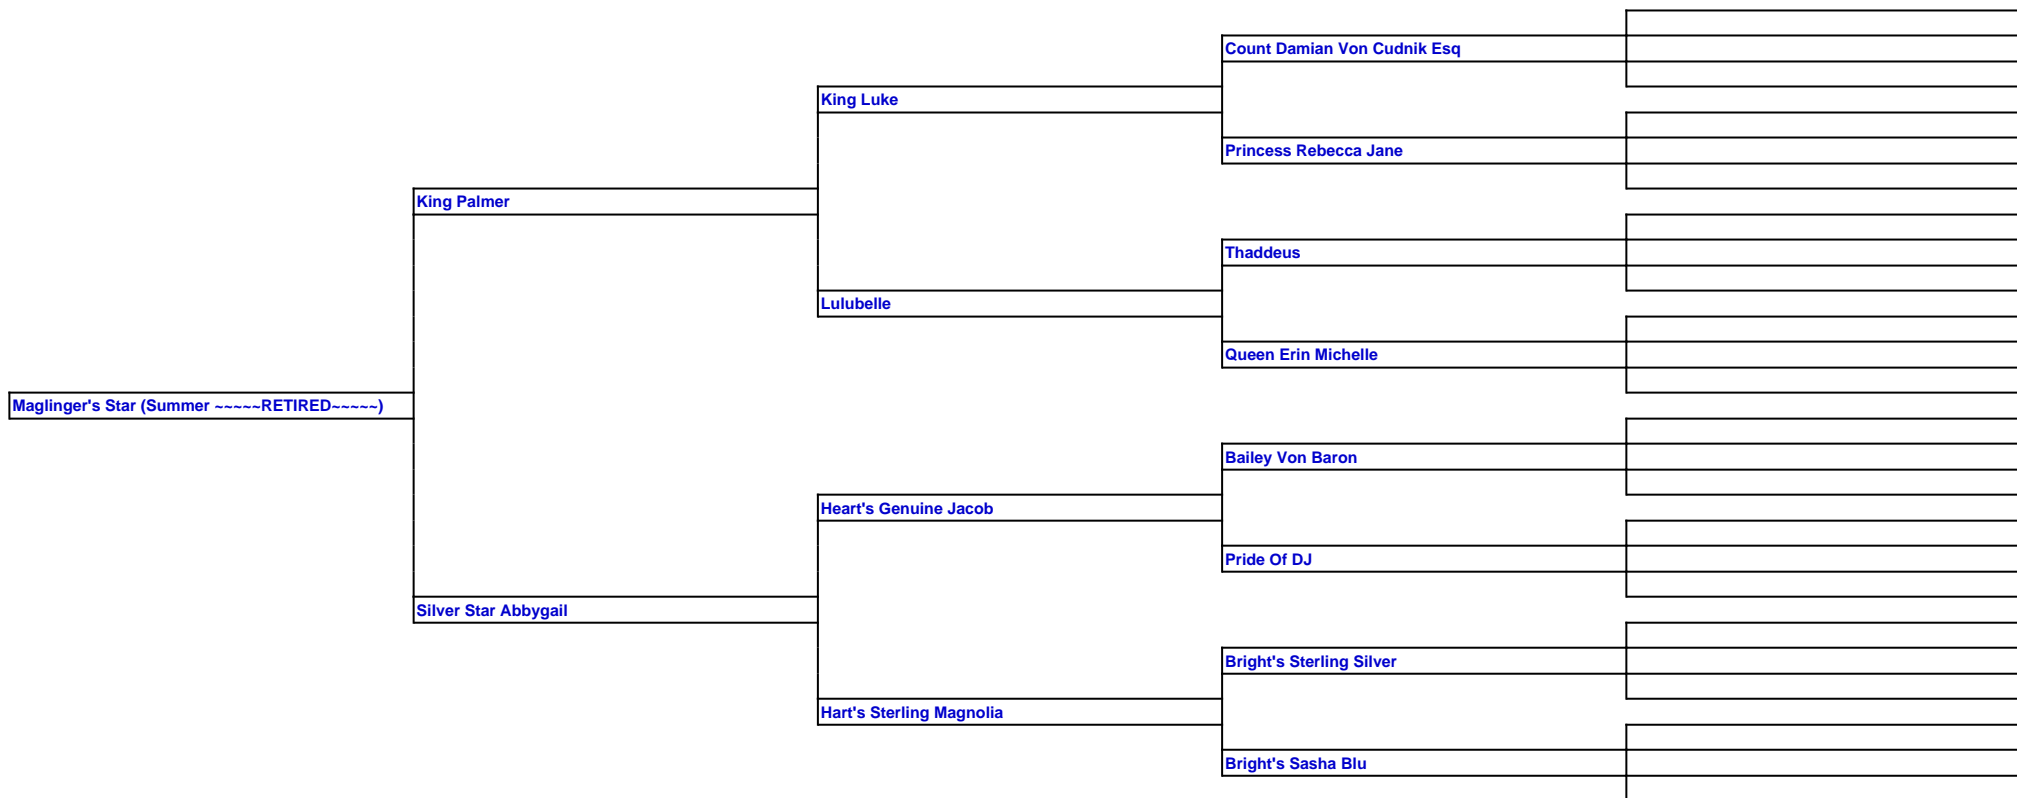 Count Damian Von Cudnik Esq
King Luke
Princess Rebecca Jane
King Palmer
Thaddeus
Lulubelle
Queen Erin Michelle
Maglinger's Star (Summer ~~~~~RETIRED~~~~~)
Bailey Von Baron
Heart's Genuine Jacob
Pride Of DJ
Silver Star Abbygail
Bright's Sterling Silver
Hart's Sterling Magnolia
Bright's Sasha Blu